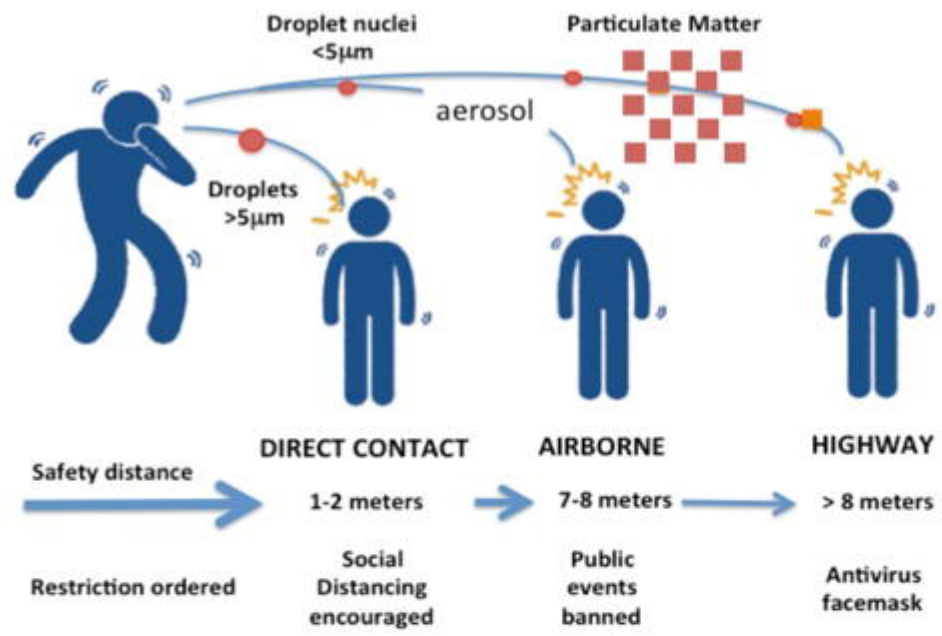 Droplet nuclei
<5μm
Particulate Matter
aerosol
Droplets
>5μm
DIRECT CONTACT
AIRBORNE
HIGHWAY
Safety distance
1-2 meters
7-8 meters
> 8 meters
Restriction ordered
Social
Distancing
encouraged
Public
events
banned
Antivirus
facemask